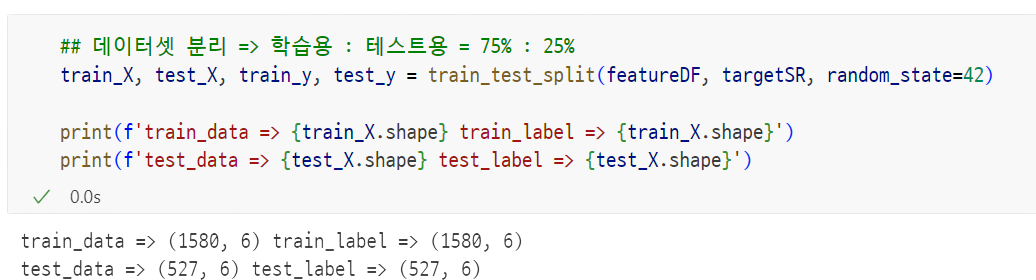 ## 데이터셋 분리 => 학습용 : 테스트용 = 75% : 25%
train_X, test_X, train_y, test_y = train_test_split(featureDF, targetSR, random_state=42)
print(f'train_data => {train_X.shape} train_label => {train_X.shape}')
print(f'test_data => {test_X.shape} test_label => {test_X.shape}')
✓ 0.0s
train_data => (1580, 6) train_label => (1580, 6)
test_data => (527, 6) test_label => (527, 6)